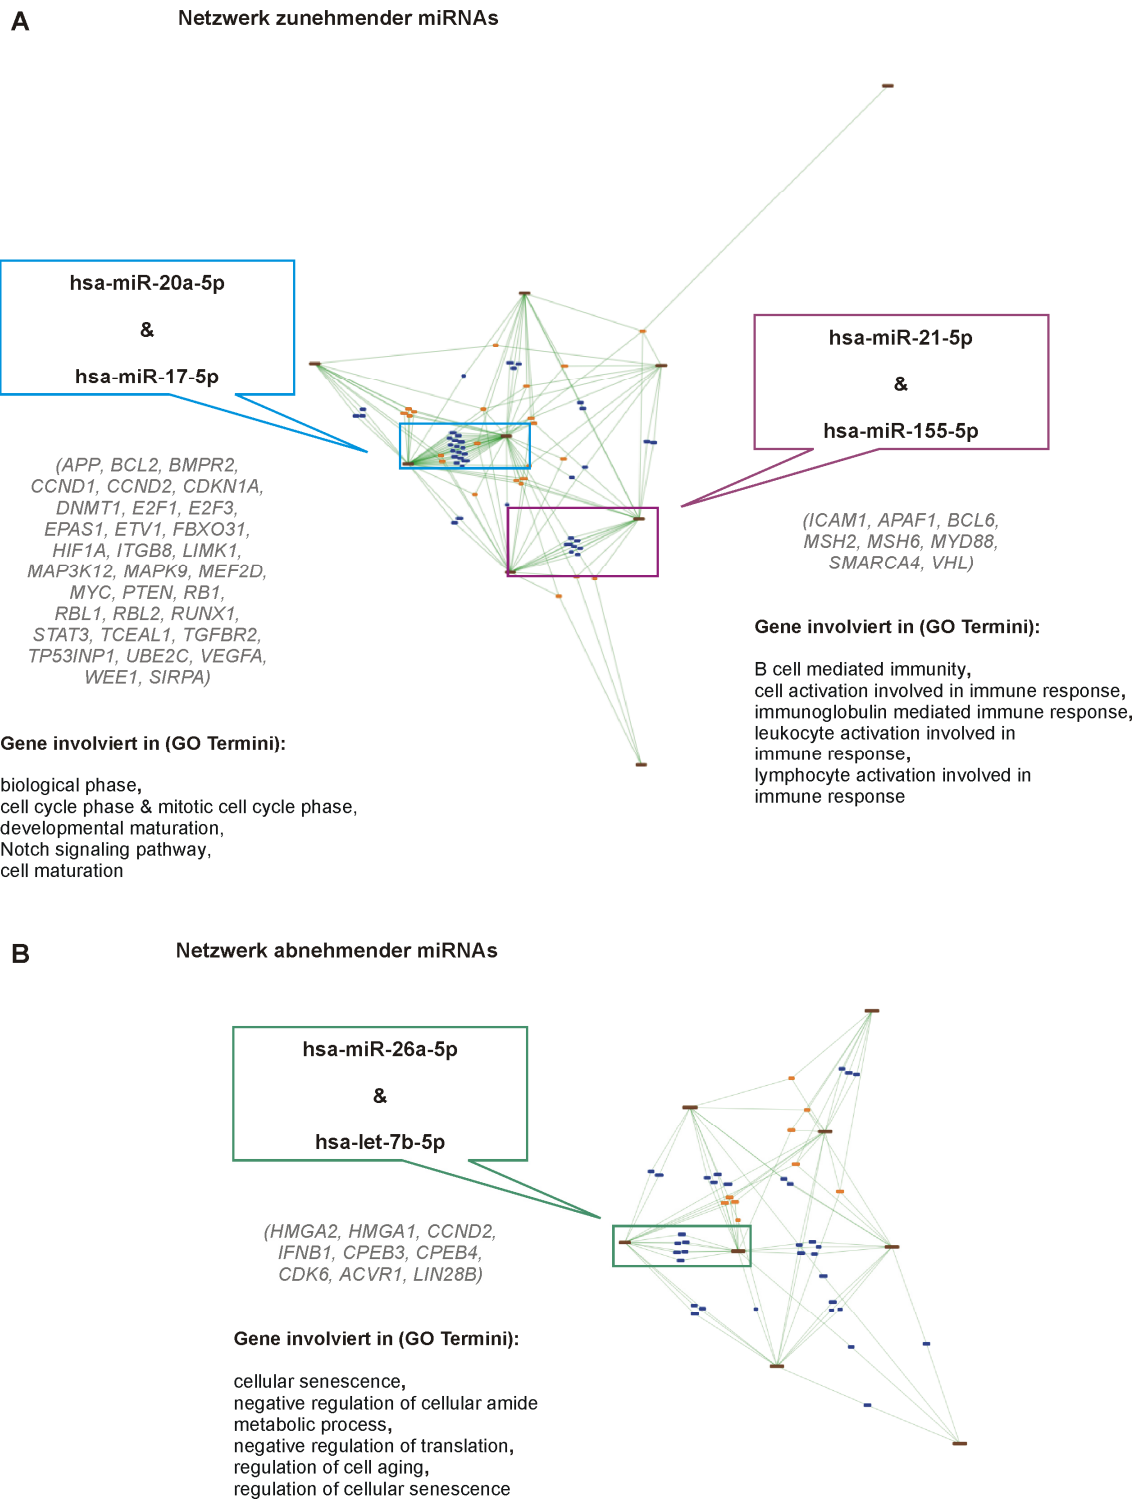 A
Netzwerk zunehmender miRNAs
hsa-miR-20a-5p
&
hsa-miR-17-5p
hsa-miR-21-5p
&
hsa-miR-155-5p
(APP, BCL2, BMPR2,
CCND1, CCND2, CDKN1A,
DNMT1, E2F1, E2F3,
EPAS1, ETV1, FBXO31,
HIF1A, ITGB8, LIMK1,
MAP3K12, MAPK9, MEF2D,
MYC, PTEN, RB1,
RBL1, RBL2, RUNX1,
STAT3, TCEAL1, TGFBR2,
TP53INP1, UBE2C, VEGFA,
WEE1, SIRPA)
(ICAM1, APAF1, BCL6,
MSH2, MSH6, MYD88,
SMARCA4, VHL)
Gene involviert in (GO Termini):
B cell mediated immunity,
cell activation involved in immune response,
immunoglobulin mediated immune response,
leukocyte activation involved in
immune response,
lymphocyte activation involved in
immune response
Gene involviert in (GO Termini):
biological phase,
cell cycle phase & mitotic cell cycle phase,
developmental maturation,
Notch signaling pathway,
cell maturation
B
Netzwerk abnehmender miRNAs
hsa-miR-26a-5p
&
hsa-let-7b-5p
(HMGA2, HMGA1, CCND2,
IFNB1, CPEB3, CPEB4,
CDK6, ACVR1, LIN28B)
Gene involviert in (GO Termini):
cellular senescence,
negative regulation of cellular amide
metabolic process,
negative regulation of translation,
regulation of cell aging,
regulation of cellular senescence